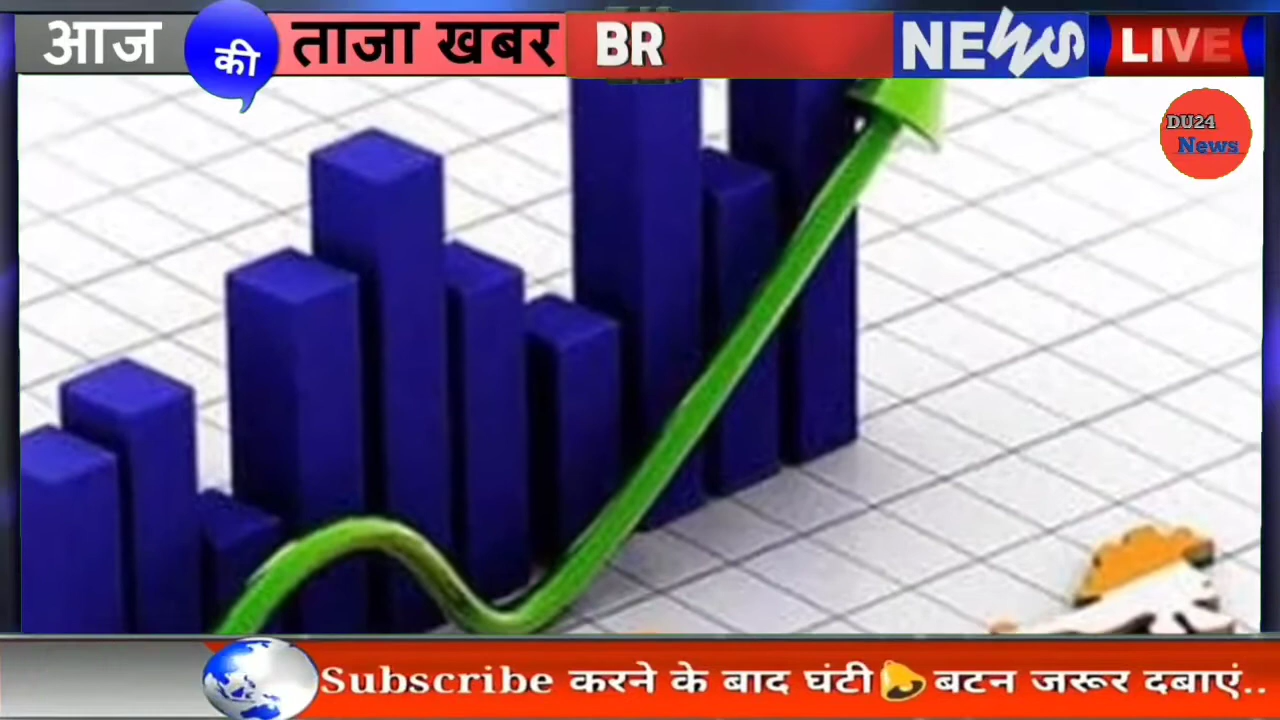 आज की ताजा खबर BR NEWS LIVE
DU24
News
Subscribe करने के बाद घंटी बटन जरूर दबाएं..